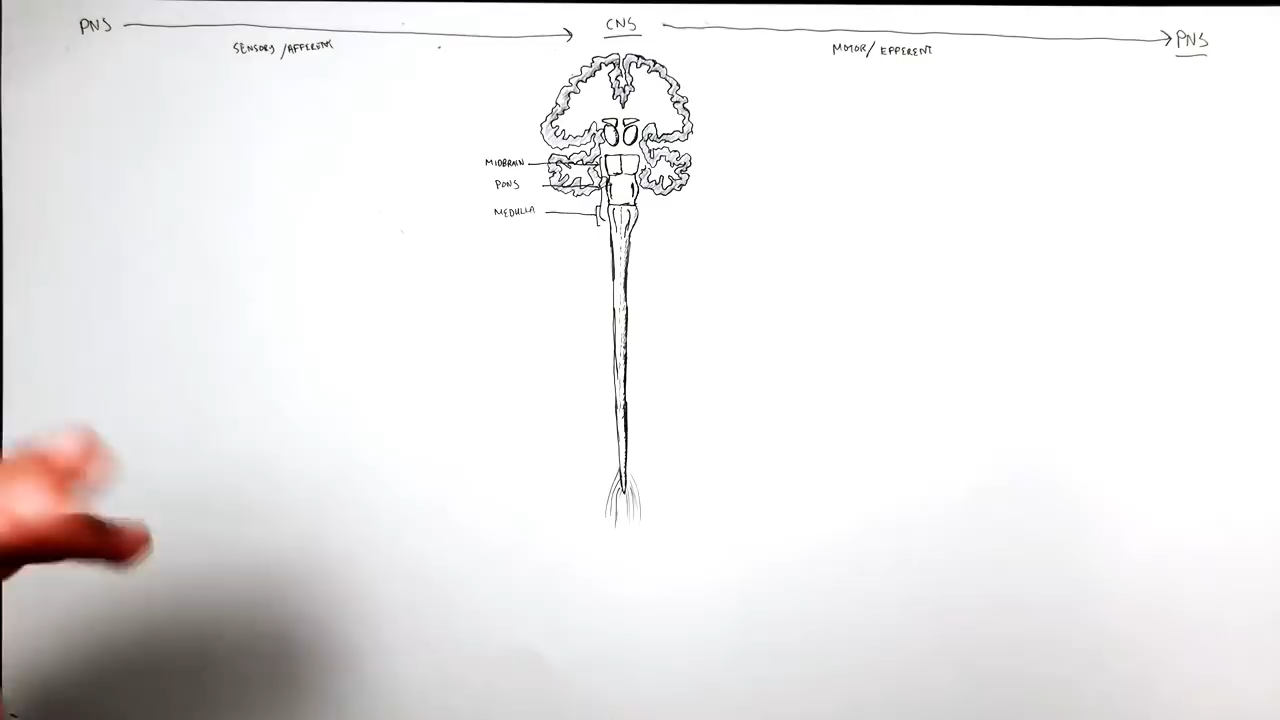 PNS
CNS
PNS
SENSORY/AFFERENT
MOTOR/EFFERENT
MIDBRAIN
PONS
MEDULLA